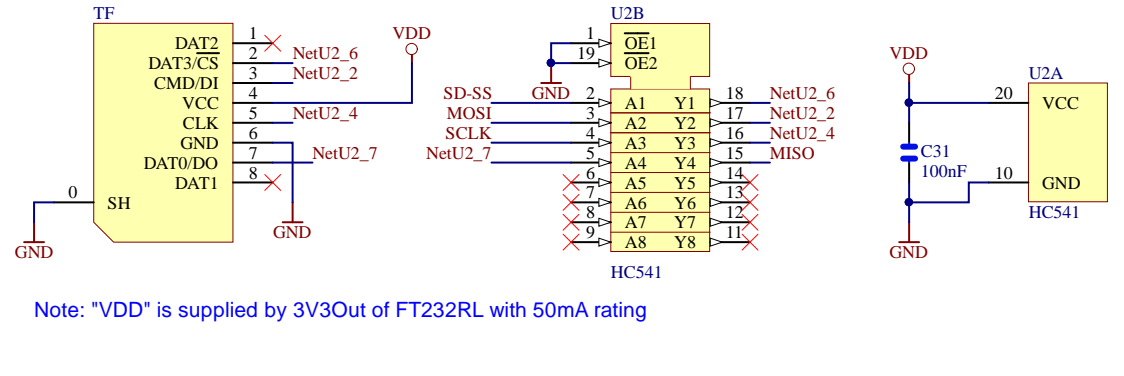 TF
DAT2 1
DAT3/CS 2 NetU2_6
CMD/DI 3 NetU2_2
VCC 4
CLK 5 NetU2_4
GND 6
DAT0/DO 7 NetU2_7
DAT1 8
0 SH
GND
GND
VDD
U2B
1 OE1
19 OE2
GND
SD-SS 2 A1 Y1 18 NetU2_6
MOSI 3 A2 Y2 17 NetU2_2
SCLK 4 A3 Y3 16 NetU2_4
NetU2_7 5 A4 Y4 15 MISO
6 A5 Y5 14
7 A6 Y6 13
8 A7 Y7 12
9 A8 Y8 11
HC541
VDD
U2A
20 VCC
C31
100nF
10 GND
HC541
GND
Note: "VDD" is supplied by 3V3Out of FT232RL with 50mA rating